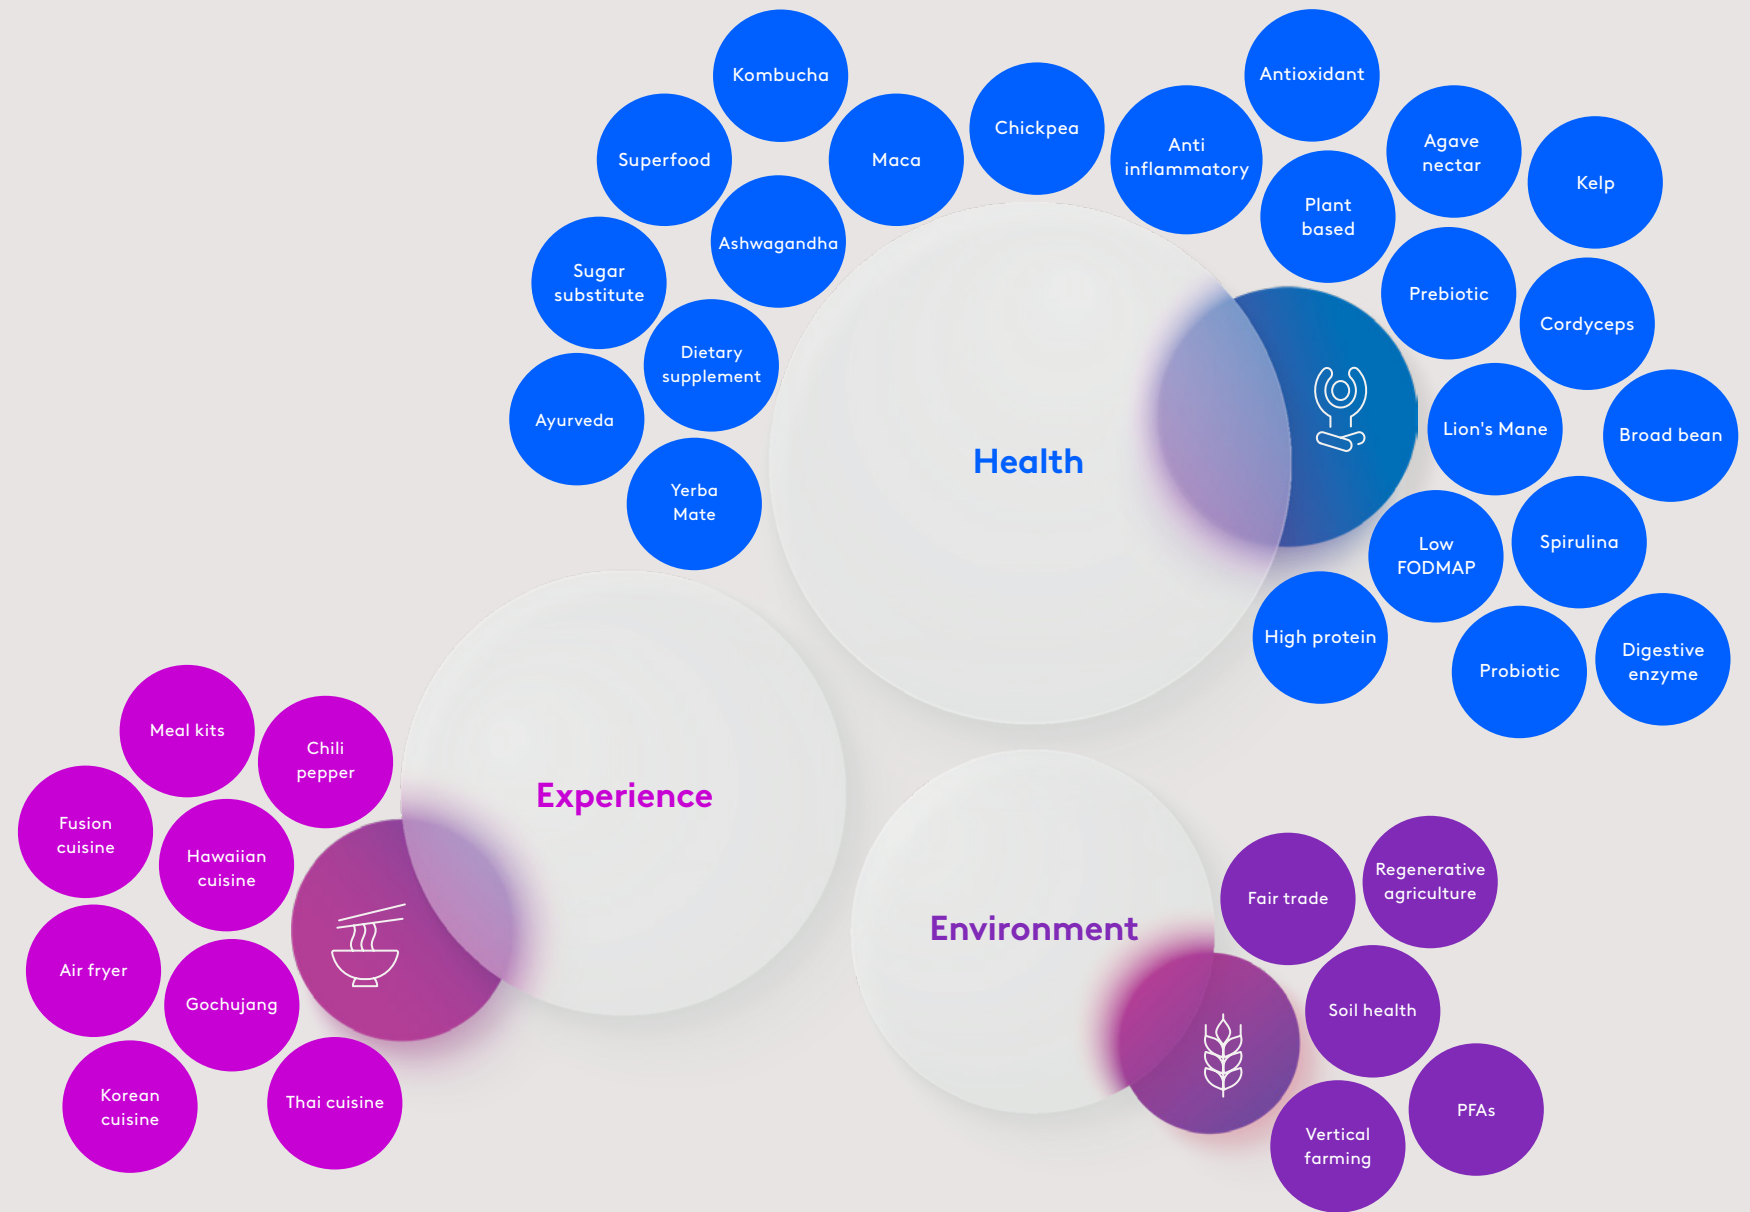 Kombucha
Antioxidant
Superfood
Maca
Chickpea
Anti
inflammatory
Agave
nectar
Kelp
Plant
based
Ashwagandha
Sugar
substitute
Prebiotic
Cordyceps
Dietary
supplement
Ayurveda
Lion's Mane
Broad bean
Health
Yerba
Mate
Low
FODMAP
Spirulina
High protein
Probiotic
Digestive
enzyme
Meal kits
Chili
pepper
Experience
Fusion
cuisine
Hawaiian
cuisine
Air fryer
Gochujang
Korean
cuisine
Thai cuisine
Environment
Fair trade
Regenerative
agriculture
Soil health
PFAs
Vertical
farming